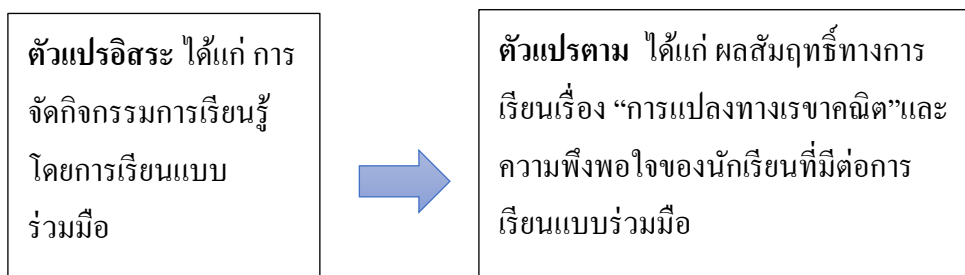 ตัวแปรอิสระ ได้แก่ การ
จัดกิจกรรมการเรียนรู้
โดยการเรียนแบบ
ร่วมมือ
ตัวแปรตาม ได้แก่ ผลสัมฤทธิ์ทางการ
เรียนเรื่อง “การแปลงทางเรขาคณิต”และ
ความพึงพอใจของนักเรียนที่มีต่อการ
เรียนแบบร่วมมือ